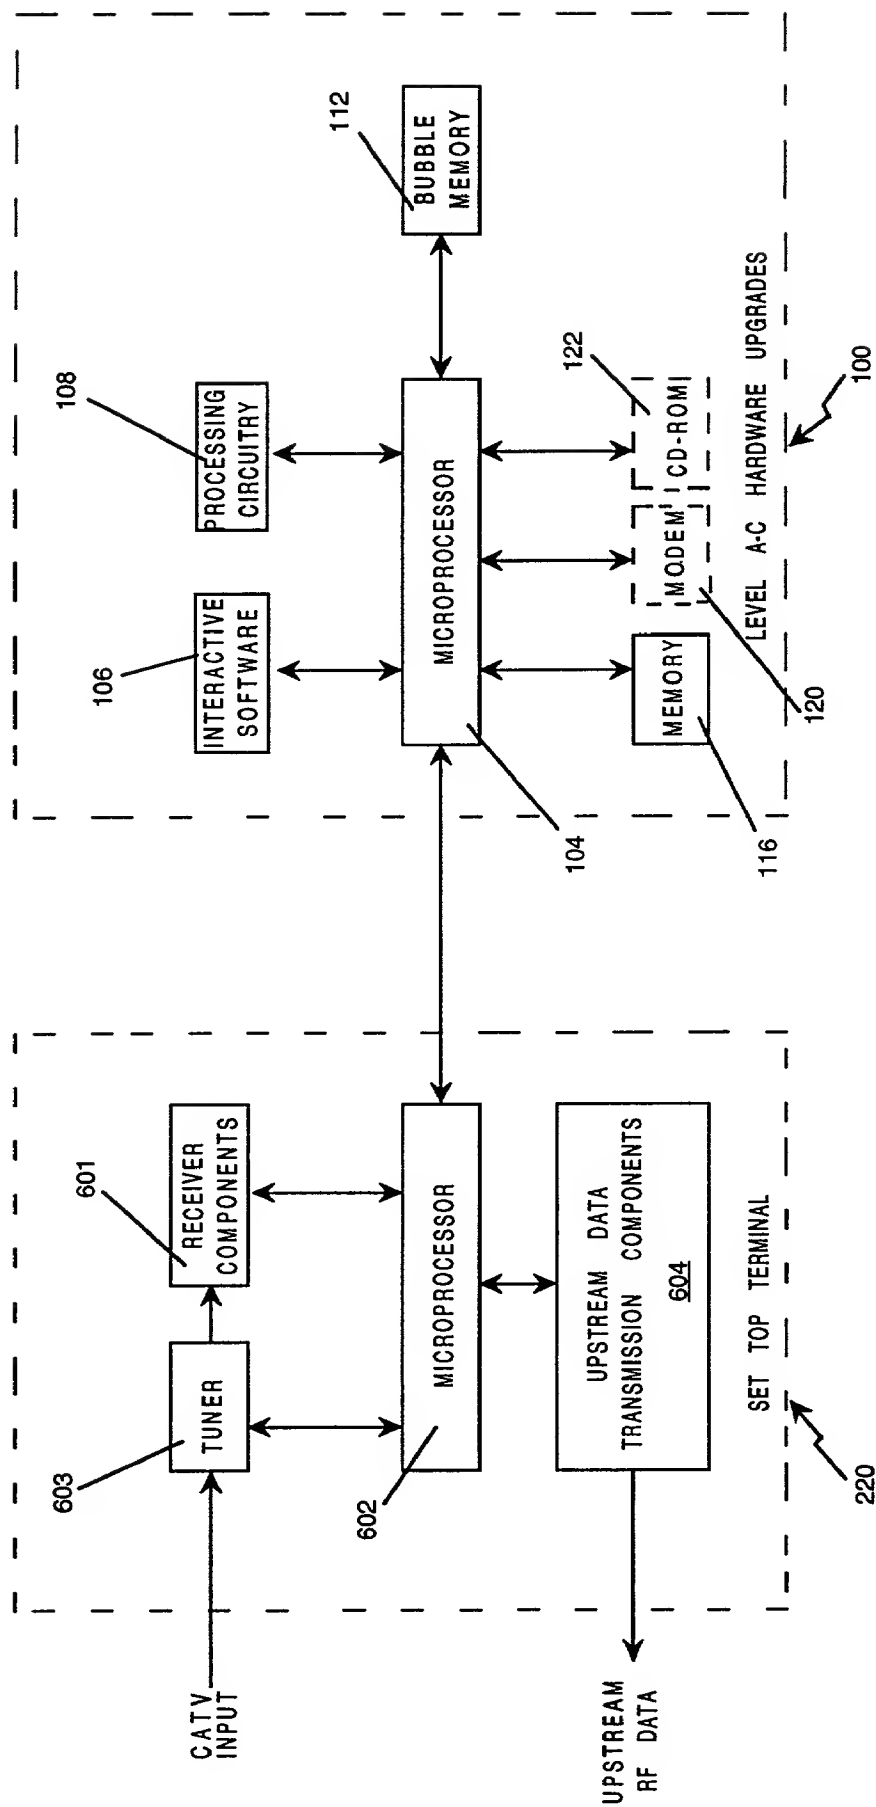 CATV
INPUT
603
TUNER
601
RECEIVER
COMPONENTS
602
MICROPROCESSOR
UPSTREAM DATA
TRANSMISSION COMPONENTS
604
UPSTREAM
RF DATA
SET TOP TERMINAL
220
106
INTERACTIVE
SOFTWARE
108
PROCESSING
CIRCUITRY
112
BUBBLE
MEMORY
MICROPROCESSOR
104
MEMORY
116
MODEM
120
CD-ROM
122
LEVEL A-C HARDWARE UPGRADES
100